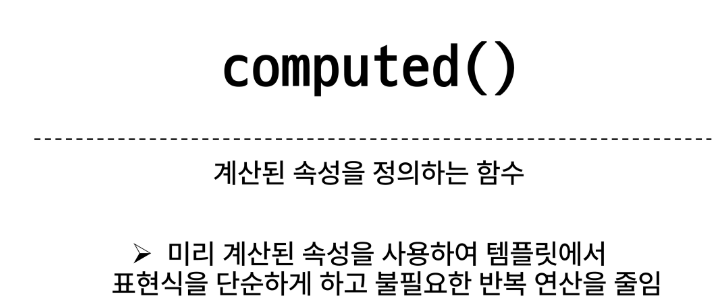 computed()
계산된 속성을 정의하는 함수
➢ 미리 계산된 속성을 사용하여 템플릿에서
표현식을 단순하게 하고 불필요한 반복 연산을 줄임